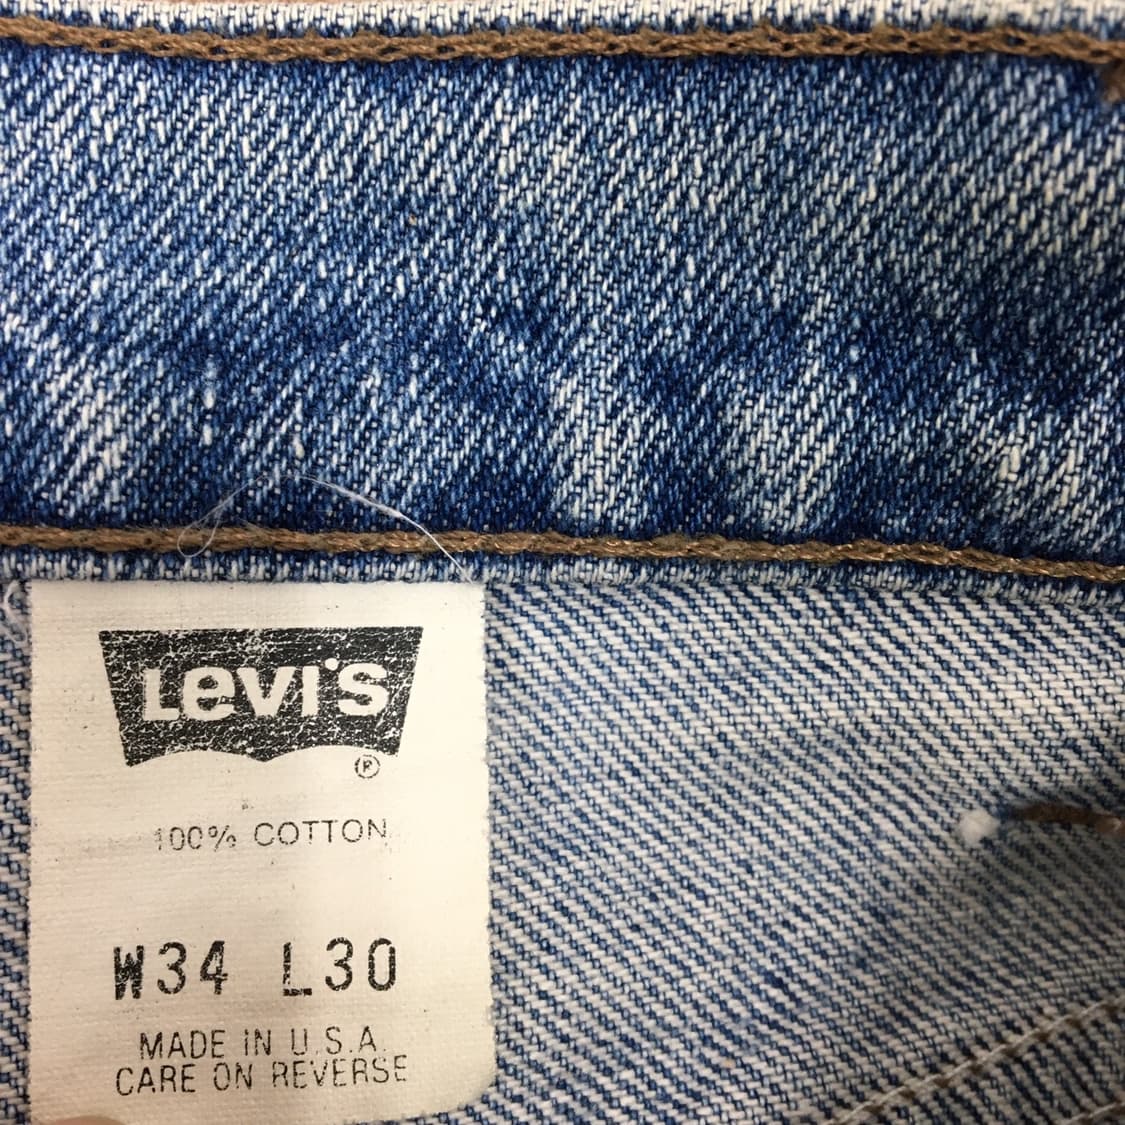 Levi's
®
100% COTTON
W34 L30
MADE IN U.S.A.
CARE ON REVERSE